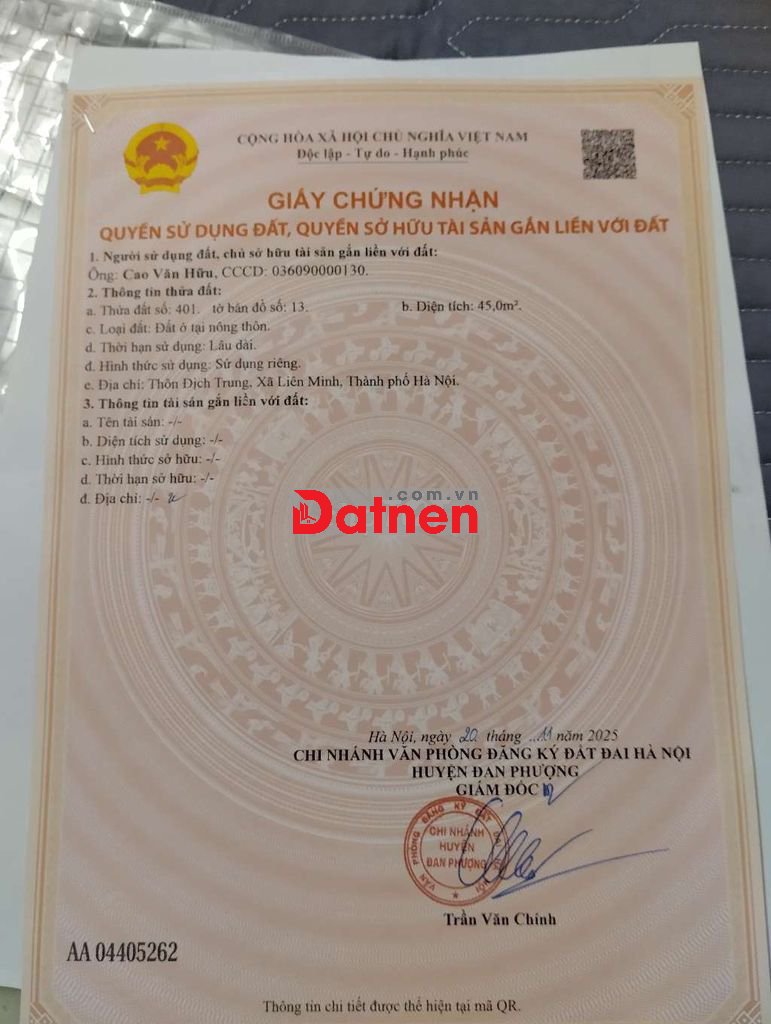 CỘNG HÒA XÃ HỘI CHỦ NGHĨA VIỆT NAM
Độc lập - Tự do - Hạnh phúc
GIẤY CHỨNG NHẬN
QUYỀN SỬ DỤNG ĐẤT, QUYỀN SỞ HỮU TÀI SẢN GẮN LIỀN VỚI ĐẤT
1. Người sử dụng đất, chủ sở hữu tài sản gắn liền với đất:
Ông: Cao Văn Hữu, CCCD: 036090000130.
2. Thông tin thửa đất:
a. Thửa đất số: 401. tờ bản đồ số: 13. b. Diện tích: 45,0m².
c. Loại đất: Đất ở tại nông thôn.
d. Thời hạn sử dụng: Lâu dài.
đ. Hình thức sử dụng: Sử dụng riêng.
e. Địa chỉ: Thôn Địch Trung, Xã Liên Minh, Thành phố Hà Nội.
3. Thông tin tài sản gắn liền với đất:
a. Tên tài sản: -/-
b. Diện tích sử dụng: -/-
c. Hình thức sở hữu: -/-
d. Thời hạn sở hữu: -/-
đ. Địa chỉ: -/-
.com.vn
Datnen
Hà Nội, ngày 20 tháng 11 năm 2025
CHI NHÁNH VĂN PHÒNG ĐĂNG KÝ ĐẤT ĐAI HÀ NỘI
HUYỆN ĐAN PHƯỢNG
GIÁM ĐỐC
VĂN PHÒNG ĐĂNG KÝ ĐẤT ĐAI HÀ NỘI
CHI NHÁNH
HUYỆN
ĐAN PHƯỢNG
Trần Văn Chính
AA 04405262
Thông tin chi tiết được thể hiện tại mã QR.